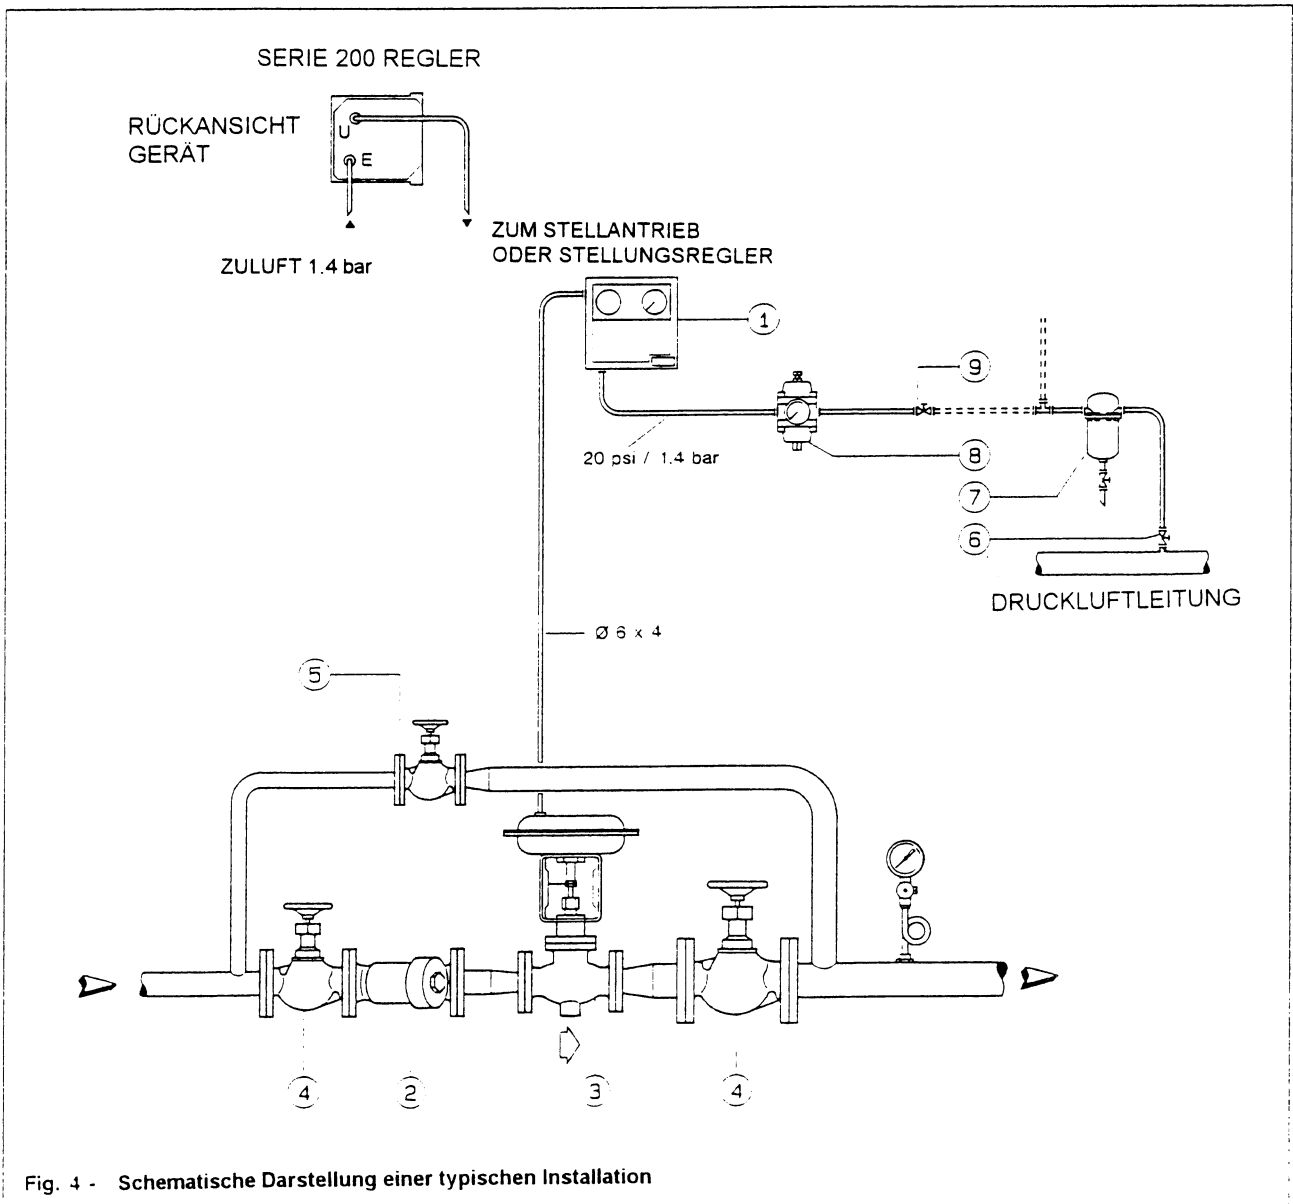 SERIE 200 REGLER
RÜCKANSICHT
GERÄT
U
E
ZULUFT 1.4 bar
ZUM STELLANTRIEB
ODER STELLUNGSREGLER
1
9
20 psi / 1.4 bar
8
7
6
DRUCKLUFTLEITUNG
Ø 6 x 4
5
4
2
3
4
Fig. 4 - Schematische Darstellung einer typischen Installation